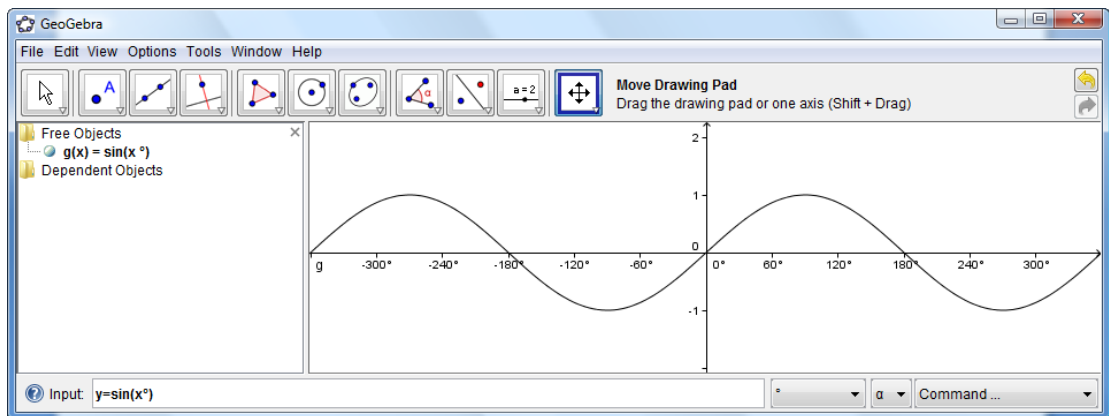 GeoGebra
File Edit View Options Tools Window Help
A
α
a=2
Move Drawing Pad
Drag the drawing pad or one axis (Shift + Drag)
Free Objects
g(x) = sin(x °)
Dependent Objects
2
1
0
-1
g
-300° -240° -180° -120° -60° 0° 60° 120° 180° 240° 300°
Input: y=sin(x°)
° α Command ...